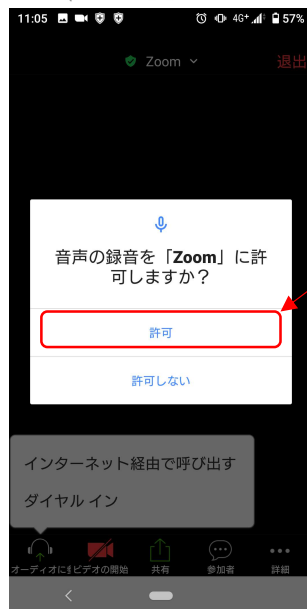 11:05 4G+ 57%
Zoom 退出
音声の録音を「Zoom」に許
可しますか？
許可
許可しない
インターネット経由で呼び出す
ダイヤル イン
オーディオに ビデオの開始 共有 参加者 詳細